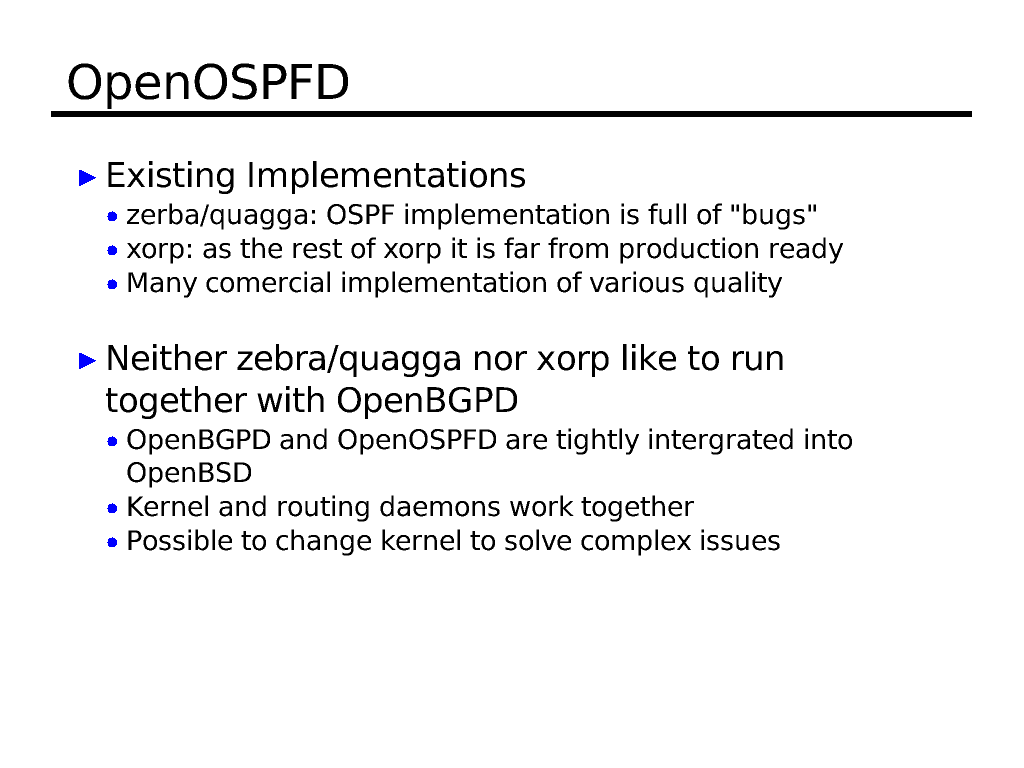 OpenOSPFD
Existing Implementations
zerba/quagga: OSPF implementation is full of "bugs"
xorp: as the rest of xorp it is far from production ready
Many comercial implementation of various quality
Neither zebra/quagga nor xorp like to run
together with OpenBGPD
OpenBGPD and OpenOSPFD are tightly intergrated into
OpenBSD
Kernel and routing daemons work together
Possible to change kernel to solve complex issues